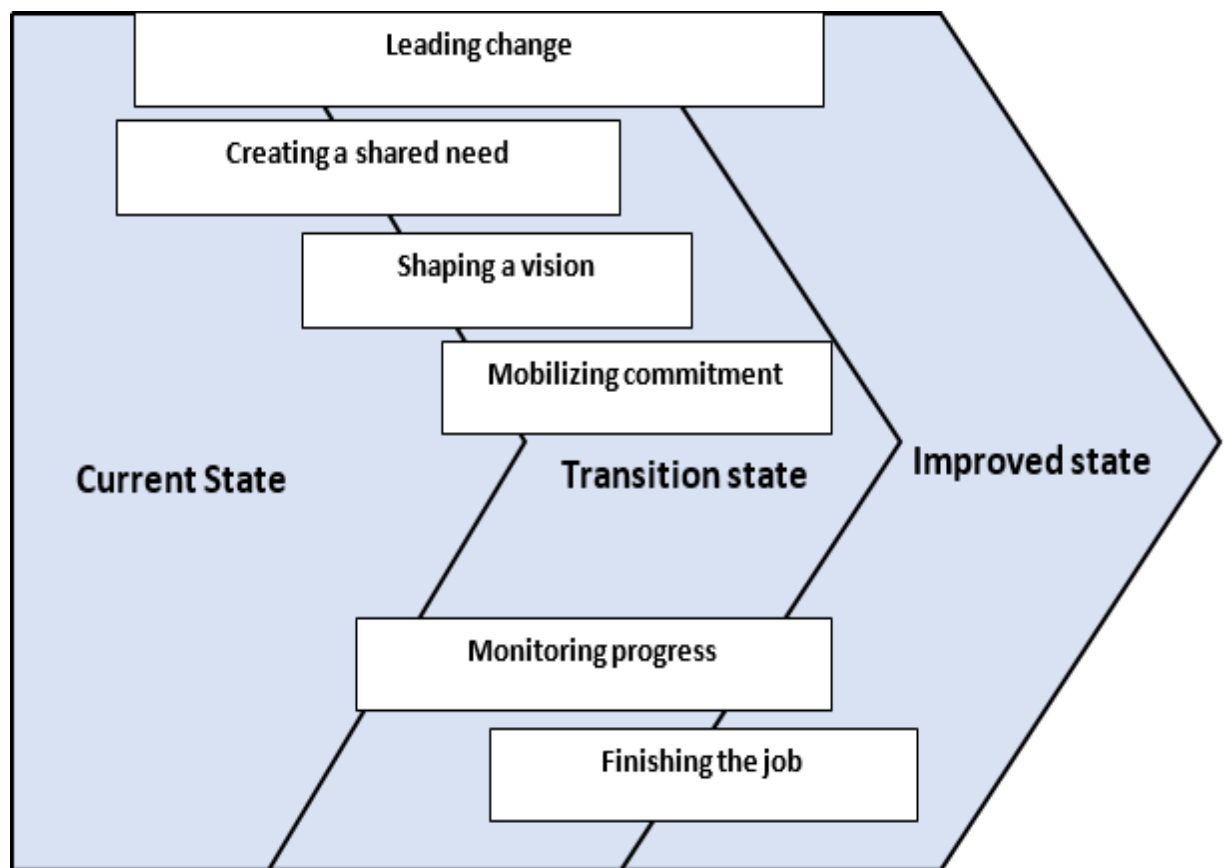 Leading change
Creating a shared need
Shaping a vision
Mobilizing commitment
Current State
Transition state
Improved state
Monitoring progress
Finishing the job